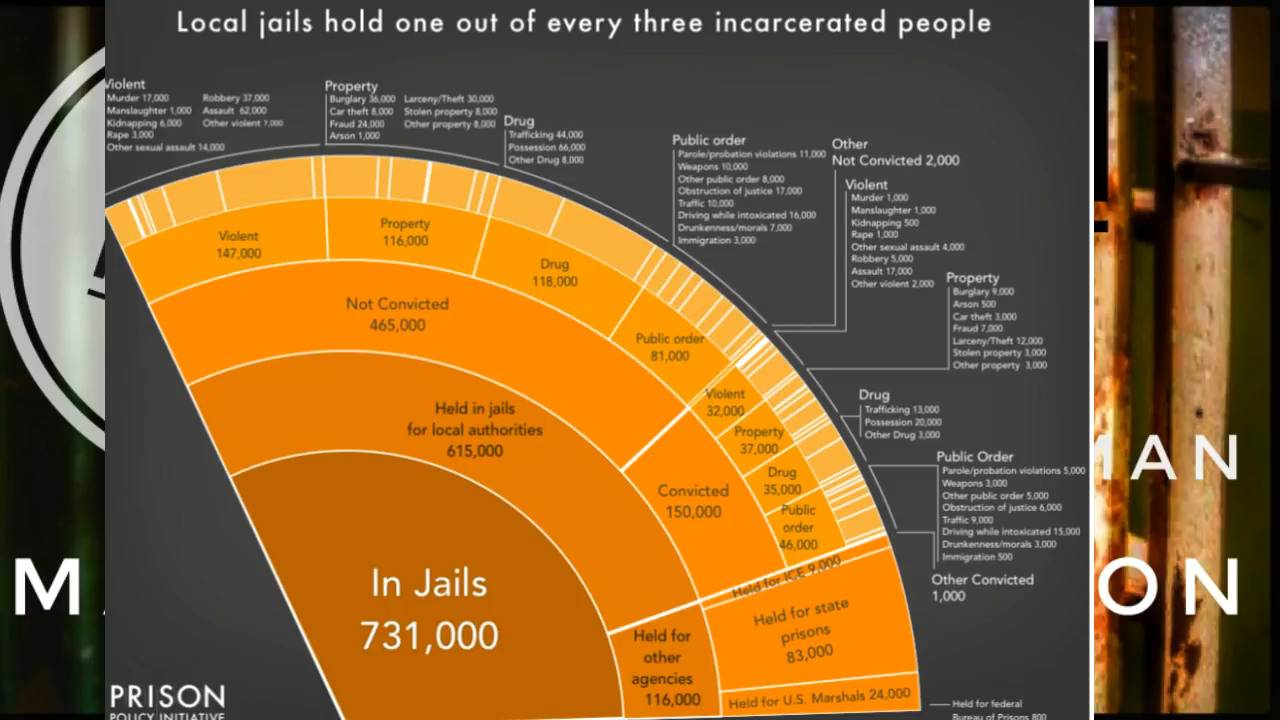 Local jails hold one out of every three incarcerated people
Violent
Murder 17,000
Manslaughter 1,000
Kidnapping 6,000
Rape 3,000
Other sexual assault 14,000
Robbery 37,000
Assault 62,000
Other violent 7,000
Property
Burglary 36,000
Car theft 8,000
Fraud 24,000
Arson 1,000
Larceny/Theft 30,000
Stolen property 8,000
Other property 8,000
Drug
Trafficking 44,000
Possession 66,000
Other Drug 8,000
Public order
Parole/probation violations 11,000
Weapons 10,000
Other public order 8,000
Obstruction of justice 17,000
Traffic 10,000
Driving while intoxicated 16,000
Drunkenness/morals 7,000
Immigration 3,000
Other
Not Convicted 2,000
Violent
Murder 1,000
Manslaughter 1,000
Kidnapping 500
Rape 1,000
Other sexual assault 4,000
Robbery 5,000
Assault 17,000
Other violent 2,000
Property
Burglary 9,000
Arson 500
Car theft 3,000
Fraud 7,000
Larceny/Theft 12,000
Stolen property 3,000
Other property 3,000
Drug
Trafficking 13,000
Possession 20,000
Other Drug 3,000
Public Order
Parole/probation violations 5,000
Weapons 3,000
Other public order 5,000
Obstruction of justice 6,000
Traffic 9,000
Driving while intoxicated 15,000
Drunkenness/morals 3,000
Immigration 500
Other Convicted
1,000
Violent
147,000
Property
116,000
Drug
118,000
Public order
81,000
Not Convicted
465,000
Violent
32,000
Property
37,000
Drug
35,000
Public
order
46,000
Convicted
150,000
Held in jails
for local authorities
615,000
Held for ICE 9,000
Held for state
prisons
83,000
Held for U.S. Marshals 24,000
Held for
other
agencies
116,000
In Jails
731,000
Held for federal
Bureau of Prisons 800
PRISON
POLICY INITIATIVE
MAN
M
ON